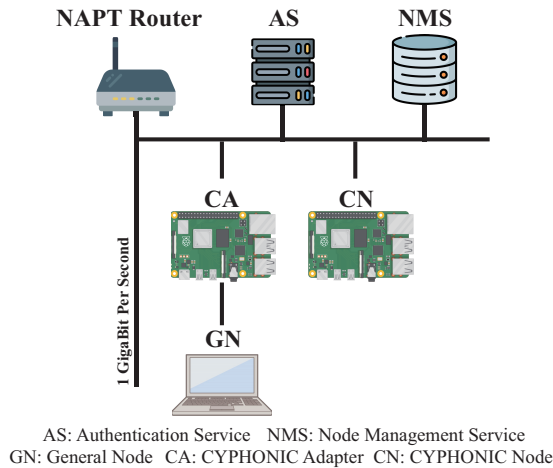 NAPT Router
AS
NMS
CA
CN
1 GigaBit Per Second
GN
AS: Authentication Service NMS: Node Management Service
GN: General Node CA: CYPHONIC Adapter CN: CYPHONIC Node